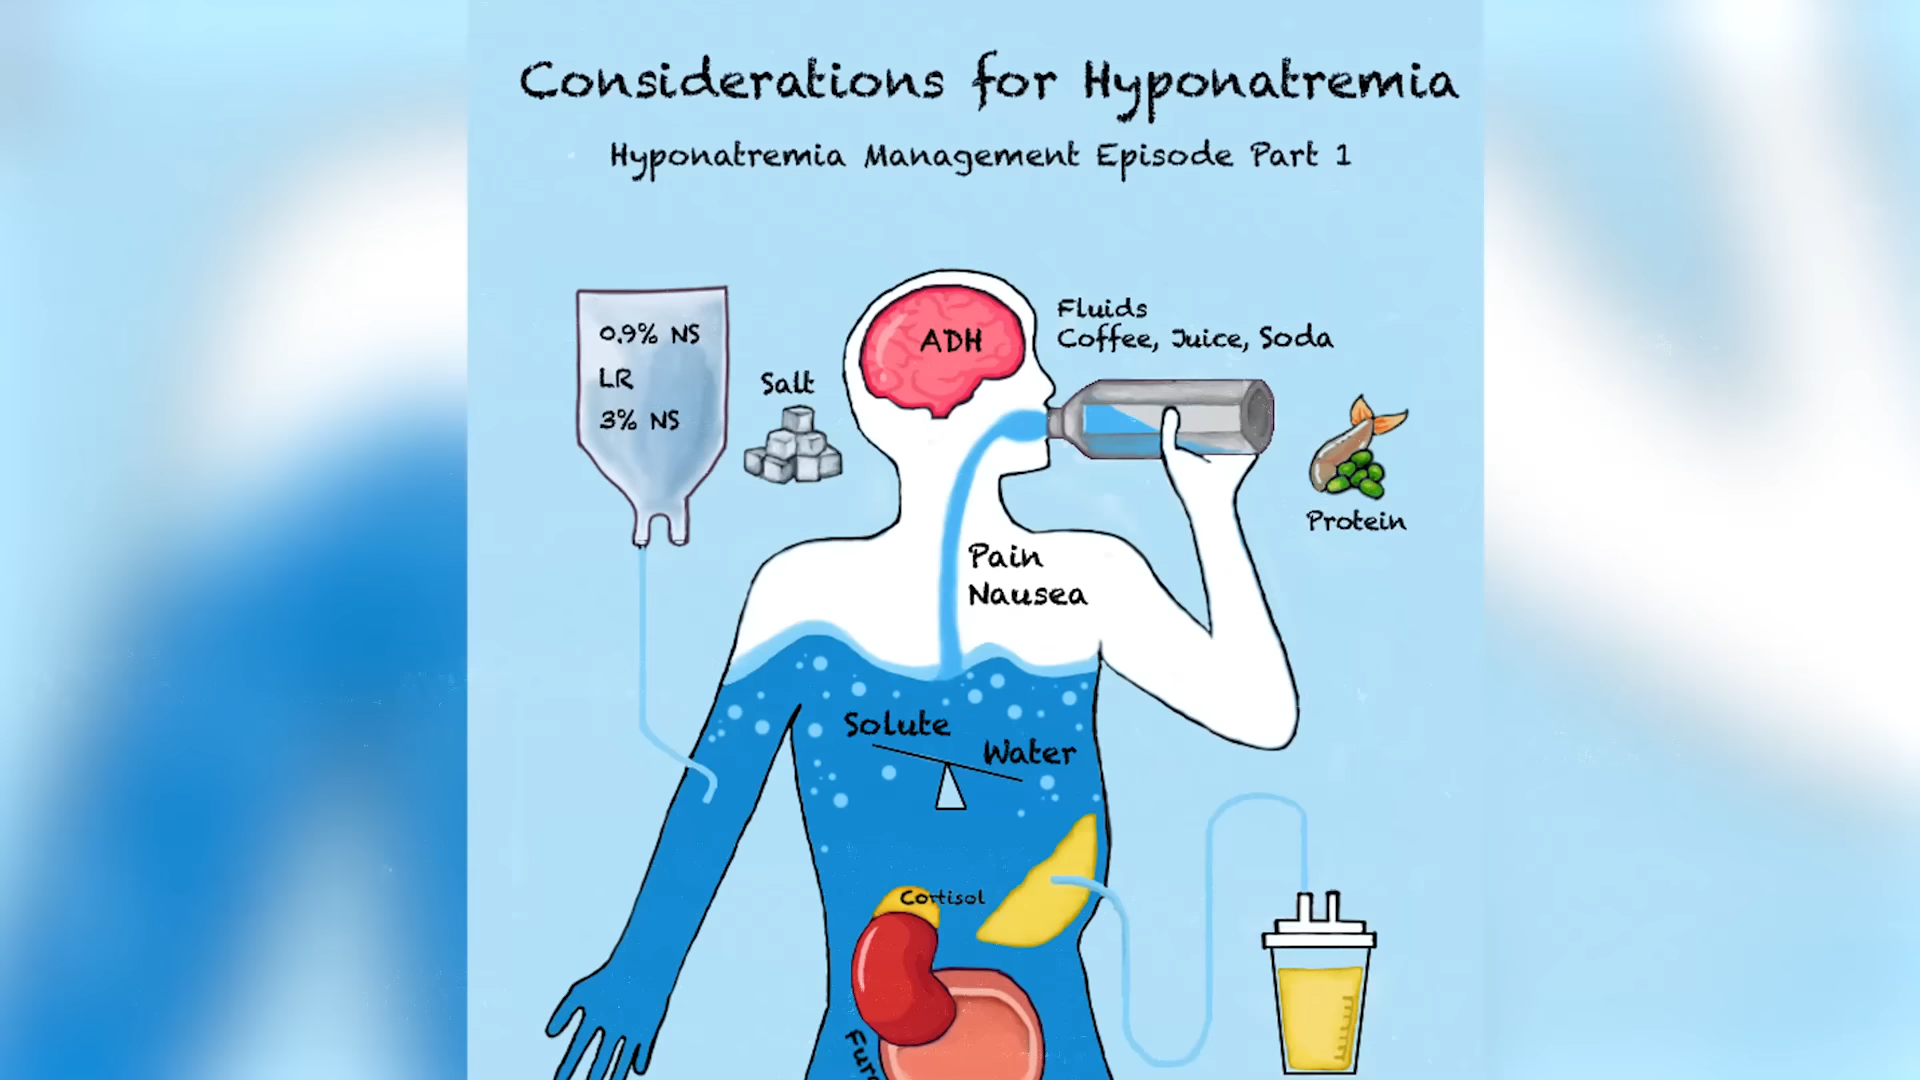 Considerations for Hyponatremia
Hyponatremia Management Episode Part 1
0.9% NS
LR
3% NS
Salt
ADH
Fluids
Coffee, Juice, Soda
Protein
Pain
Nausea
Solute
Water
Cortisol